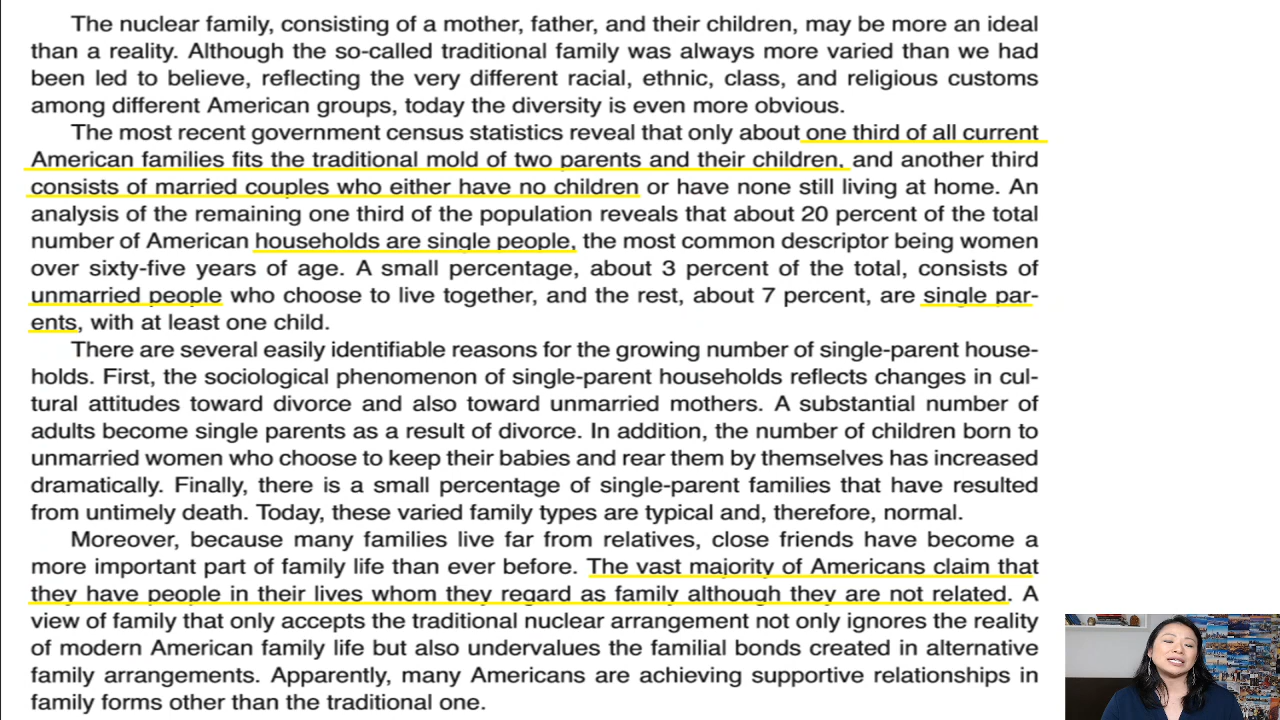 The nuclear family, consisting of a mother, father, and their children, may be more an ideal
than a reality. Although the so-called traditional family was always more varied than we had
been led to believe, reflecting the very different racial, ethnic, class, and religious customs
among different American groups, today the diversity is even more obvious.
The most recent government census statistics reveal that only about one third of all current
American families fits the traditional mold of two parents and their children, and another third
consists of married couples who either have no children or have none still living at home. An
analysis of the remaining one third of the population reveals that about 20 percent of the total
number of American households are single people, the most common descriptor being women
over sixty-five years of age. A small percentage, about 3 percent of the total, consists of
unmarried people who choose to live together, and the rest, about 7 percent, are single par-
ents, with at least one child.
There are several easily identifiable reasons for the growing number of single-parent house-
holds. First, the sociological phenomenon of single-parent households reflects changes in cul-
tural attitudes toward divorce and also toward unmarried mothers. A substantial number of
adults become single parents as a result of divorce. In addition, the number of children born to
unmarried women who choose to keep their babies and rear them by themselves has increased
dramatically. Finally, there is a small percentage of single-parent families that have resulted
from untimely death. Today, these varied family types are typical and, therefore, normal.
Moreover, because many families live far from relatives, close friends have become a
more important part of family life than ever before. The vast majority of Americans claim that
they have people in their lives whom they regard as family although they are not related. A
view of family that only accepts the traditional nuclear arrangement not only ignores the reality
of modern American family life but also undervalues the familial bonds created in alternative
family arrangements. Apparently, many Americans are achieving supportive relationships in
family forms other than the traditional one.